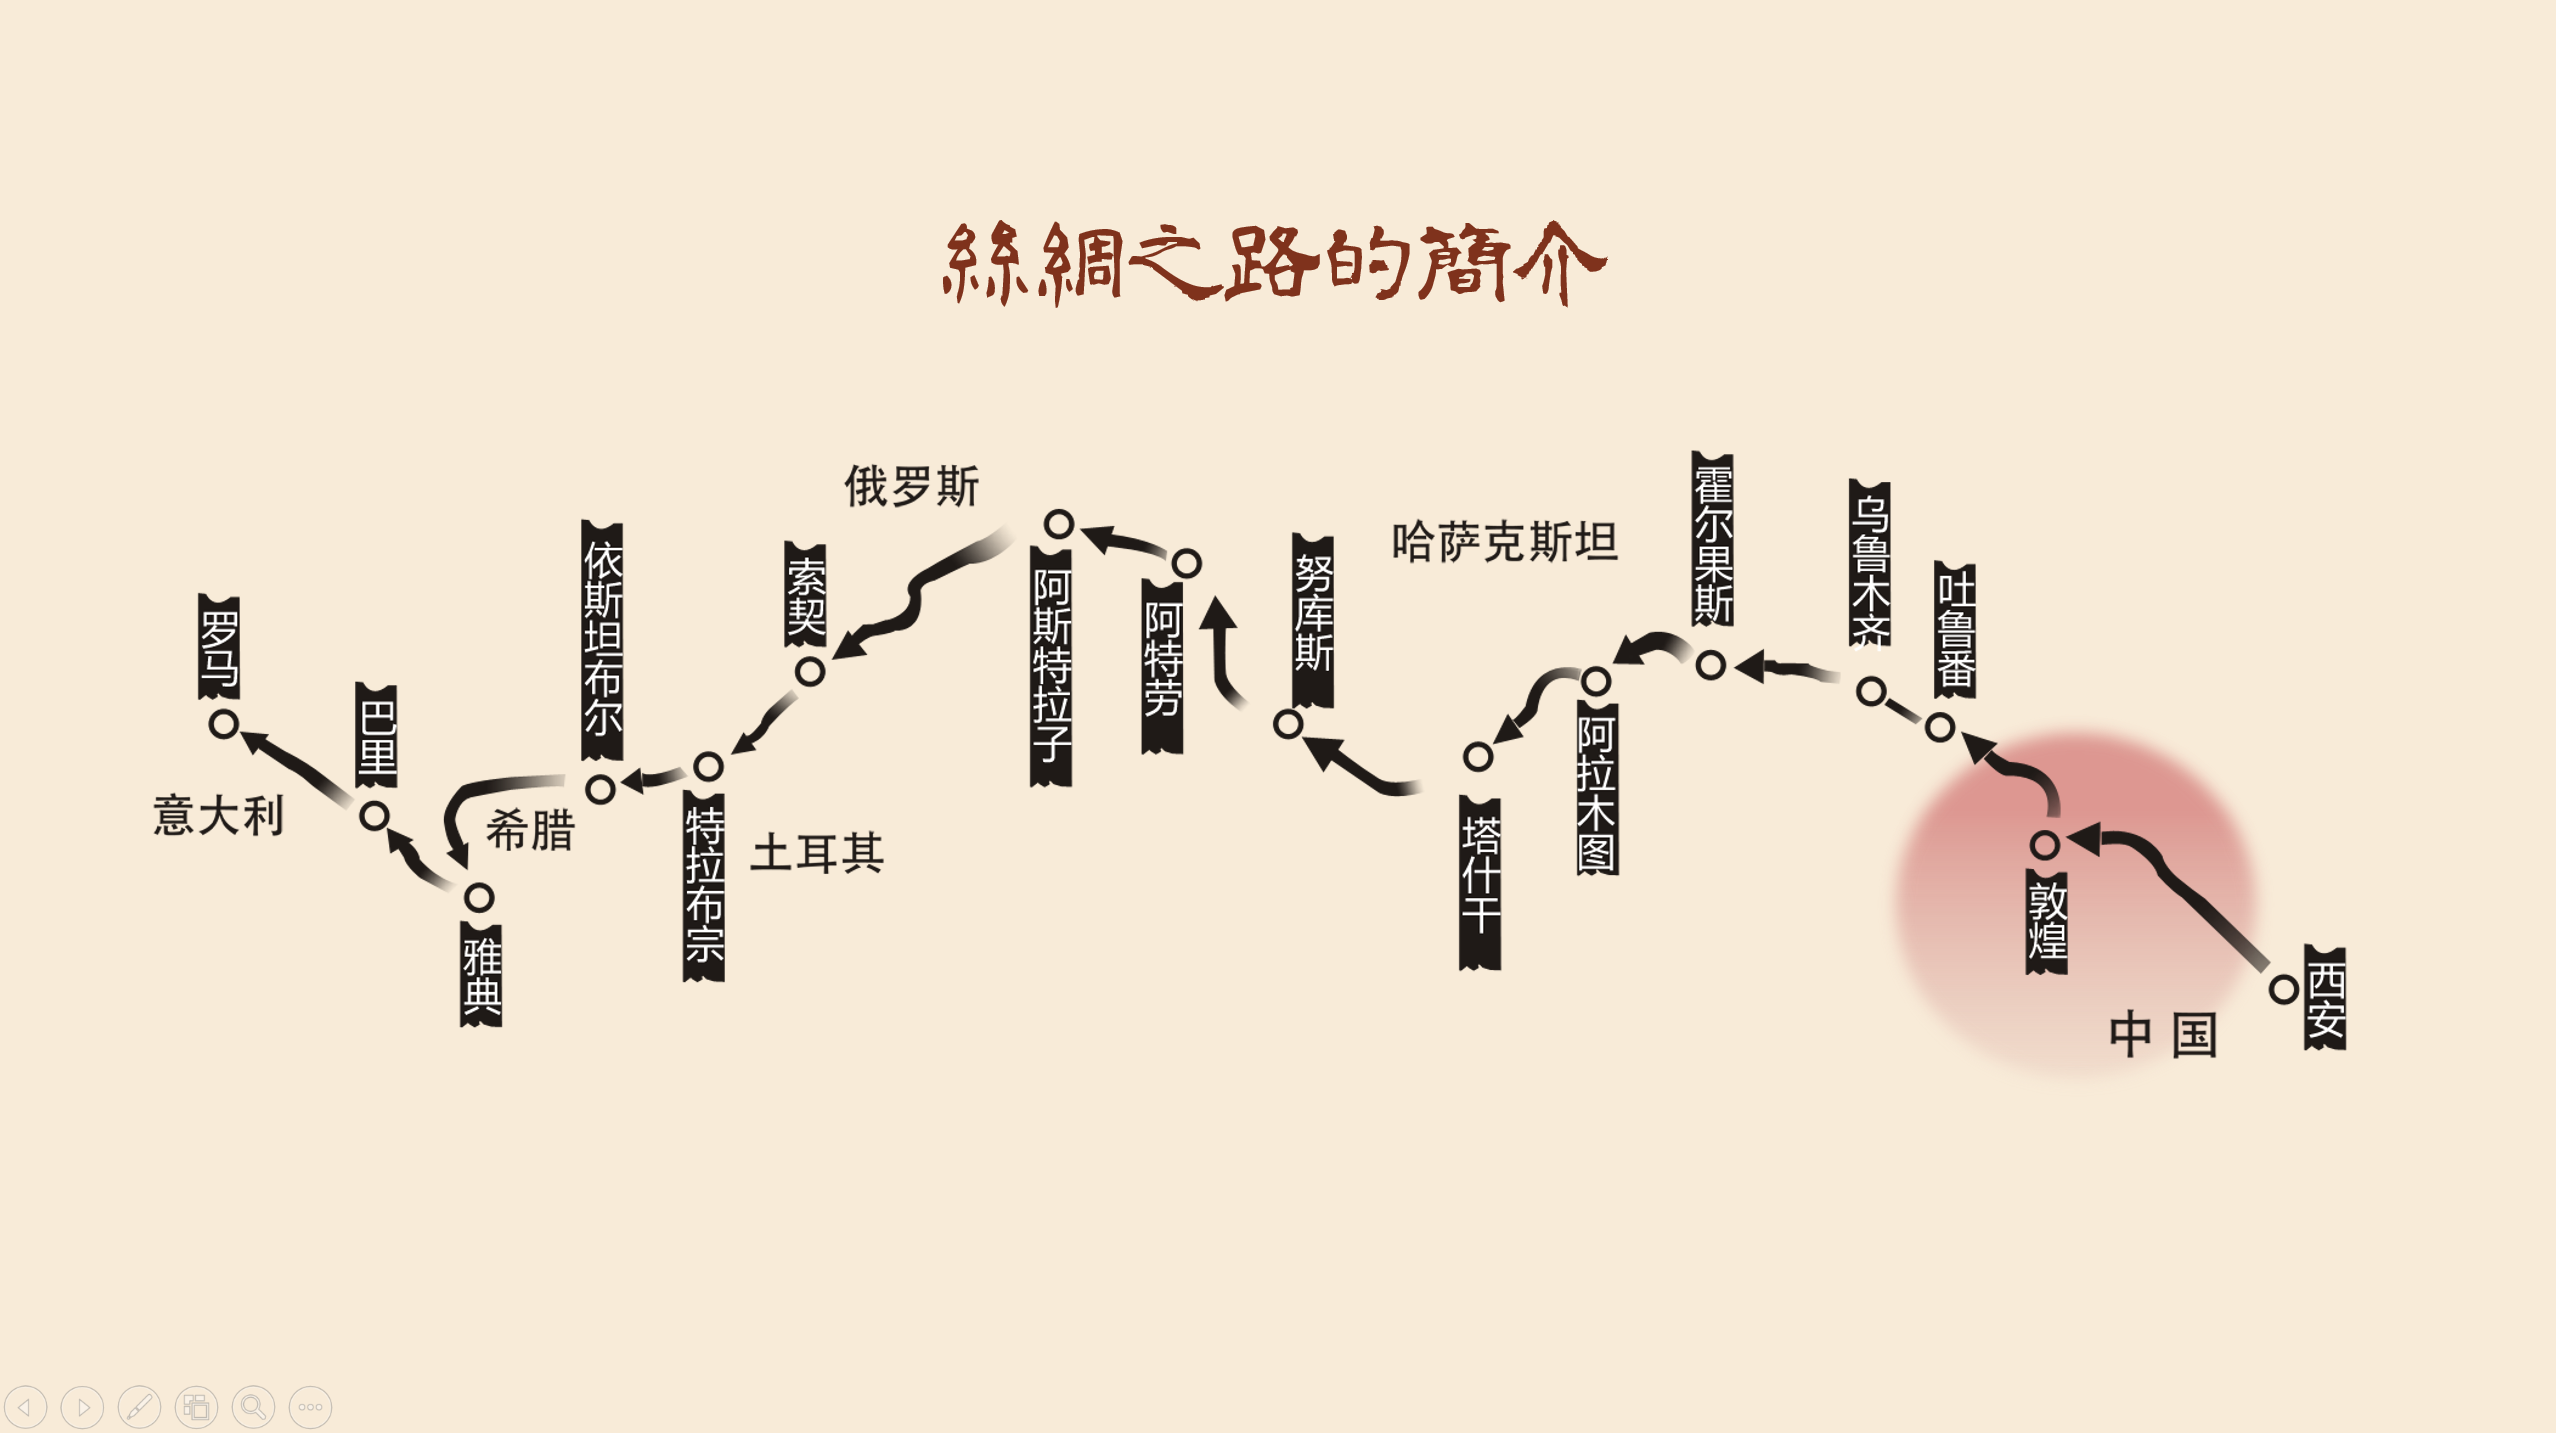 絲綢之路的簡介
俄罗斯
哈萨克斯坦
霍尔果斯
乌鲁木齐
吐鲁番
努库斯
依斯坦布尔
索契
阿斯特拉子
阿特劳
罗马
巴里
阿拉木图
意大利
希腊
特拉布宗
土耳其
塔什干
敦煌
雅典
西安
中国